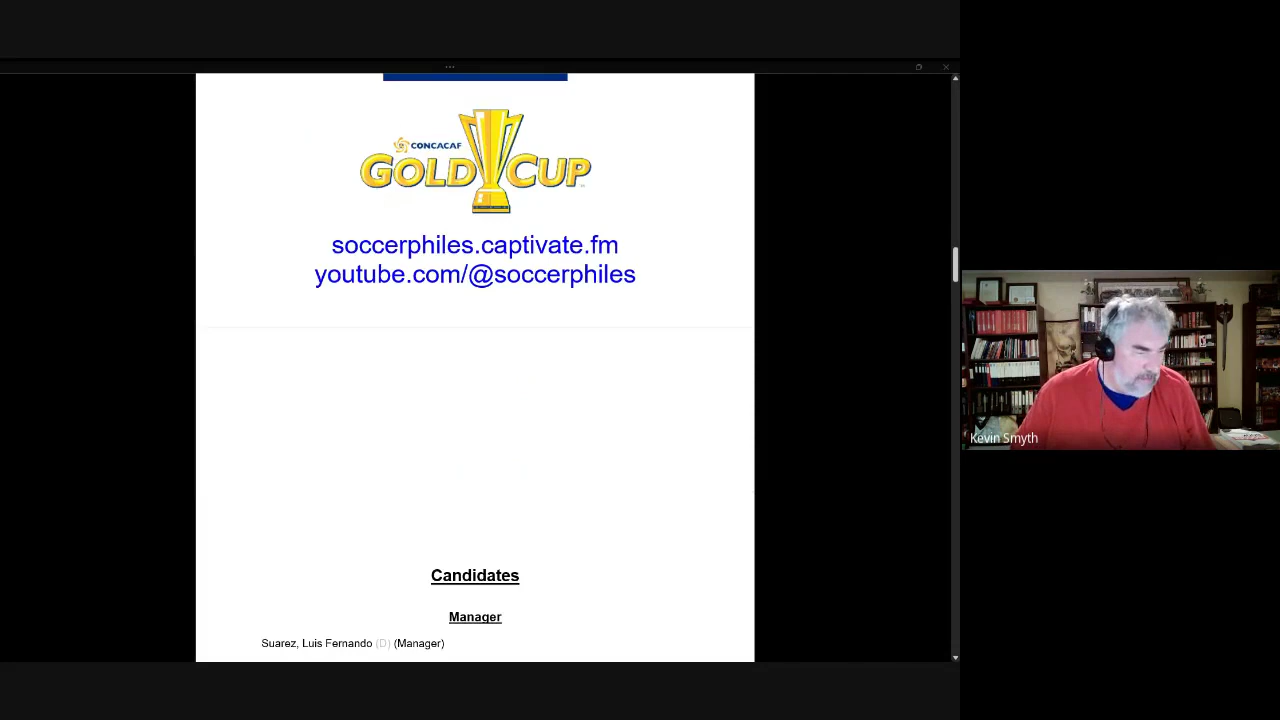 CONCACAF
GOLD CUP
soccerphiles.captivate.fm
youtube.com/@soccerphiles
Kevin Smyth
Candidates
Manager
Suarez, Luis Fernando (D) (Manager)